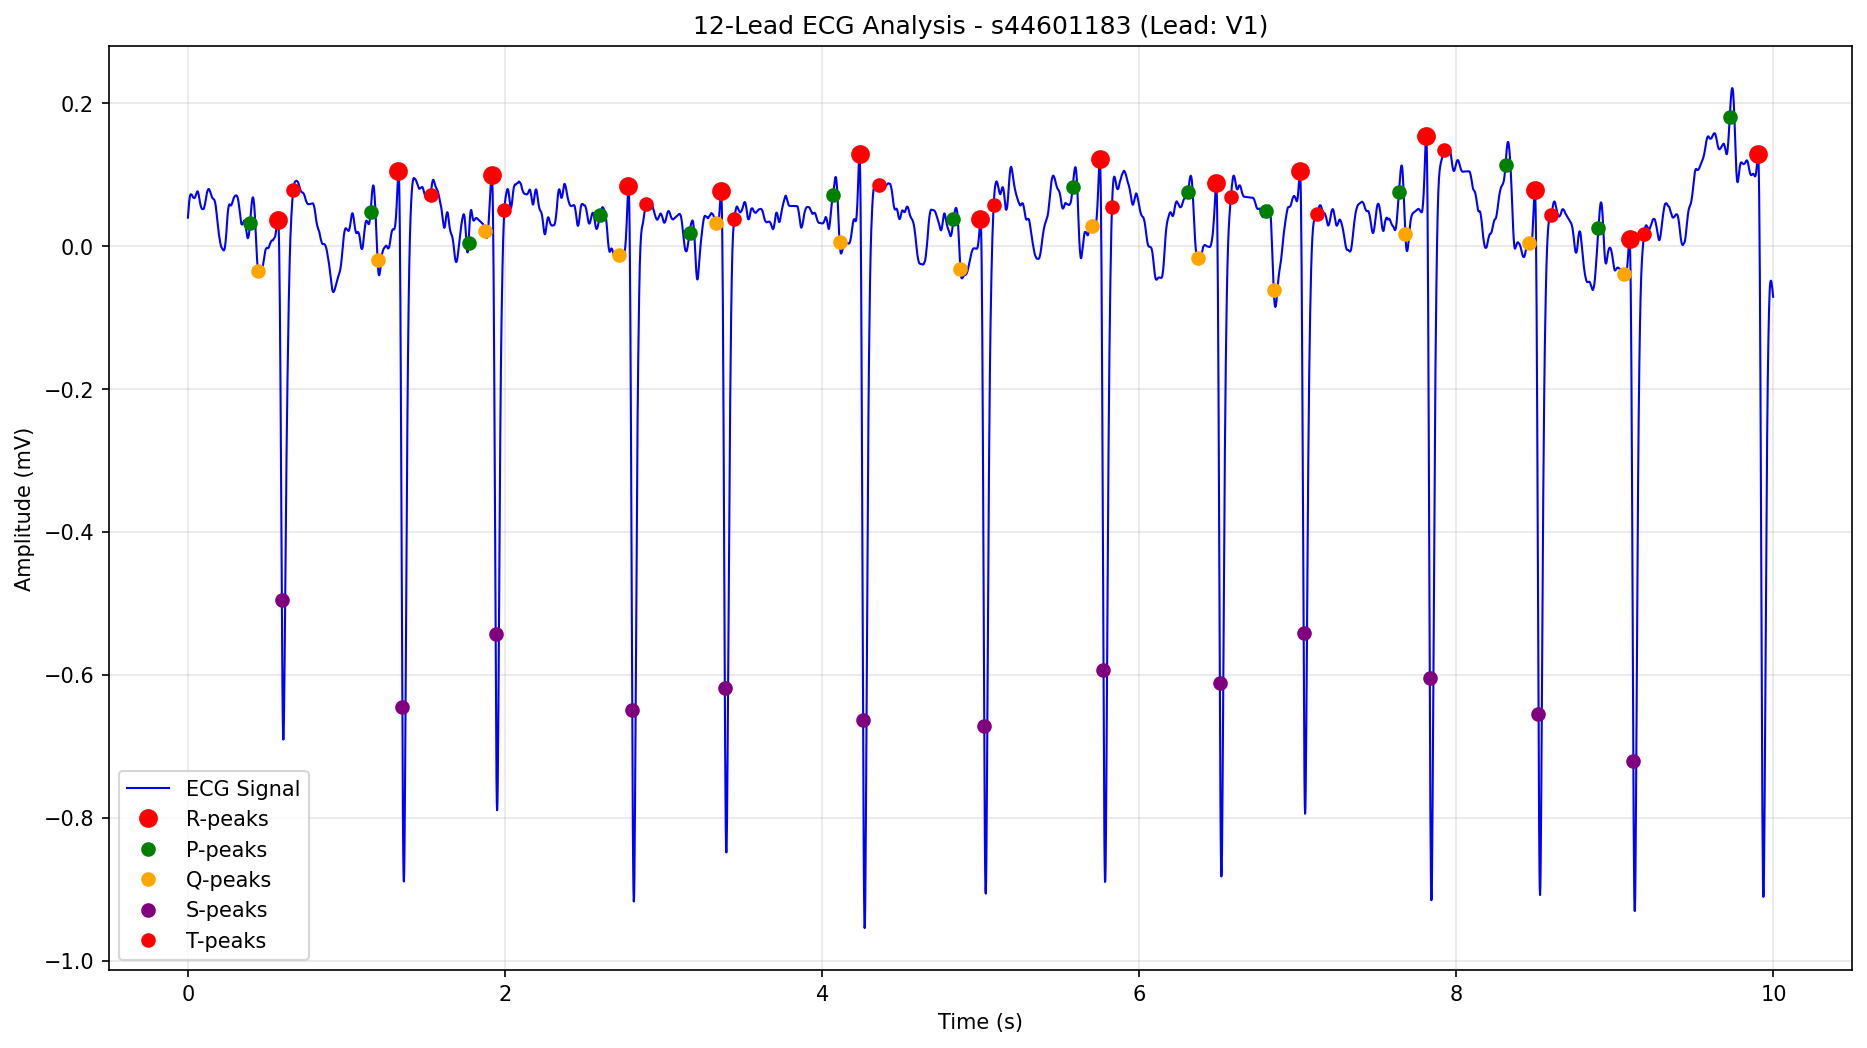 12-Lead ECG Analysis - s44601183 (Lead: V1)
0.2
0.0
−0.2
−0.4
−0.6
−0.8
−1.0
Amplitude (mV)
ECG Signal
R-peaks
P-peaks
Q-peaks
S-peaks
T-peaks
0 2 4 6 8 10
Time (s)